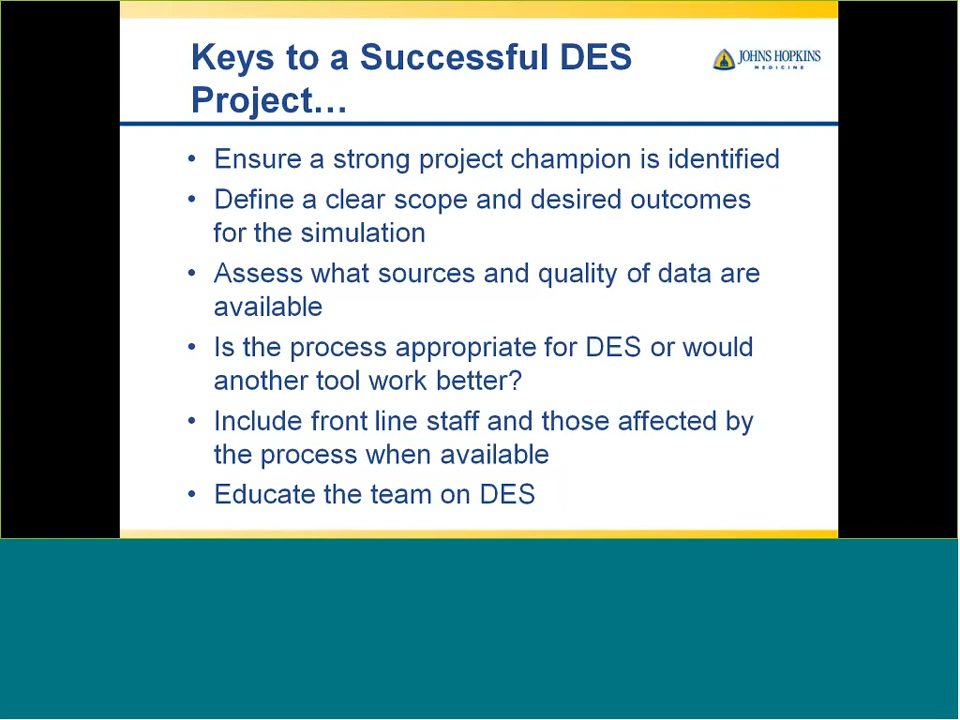 Keys to a Successful DES
Project…
JOHNS HOPKINS
MEDICINE
• Ensure a strong project champion is identified
• Define a clear scope and desired outcomes
for the simulation
• Assess what sources and quality of data are
available
• Is the process appropriate for DES or would
another tool work better?
• Include front line staff and those affected by
the process when available
• Educate the team on DES